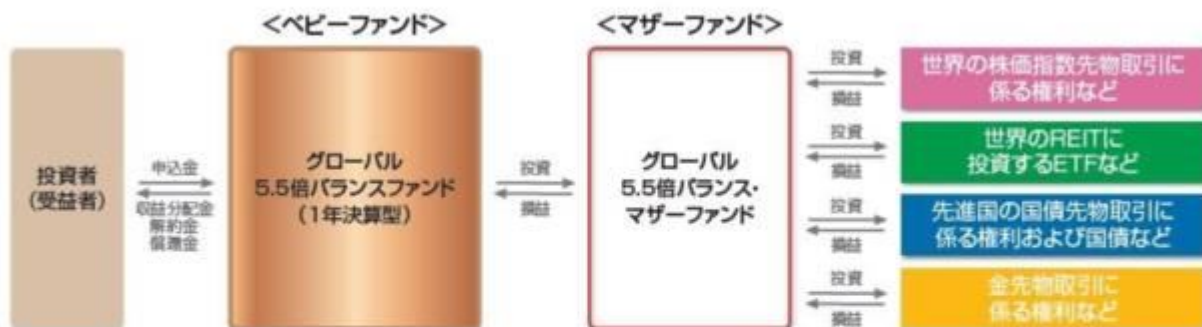 <ベビーファンド>
<マザーファンド>
投資者
(受益者)
申込金
収益分配金
解約金
償還金
グローバル
5.5倍バランスファンド
(1年決算型)
投資
損益
グローバル
5.5倍バランス・
マザーファンド
投資
損益
世界の株価指数先物取引に
係る権利など
投資
損益
世界のREITに
投資するETFなど
投資
損益
先進国の国債先物取引に
係る権利および国債など
投資
損益
金先物取引に
係る権利など